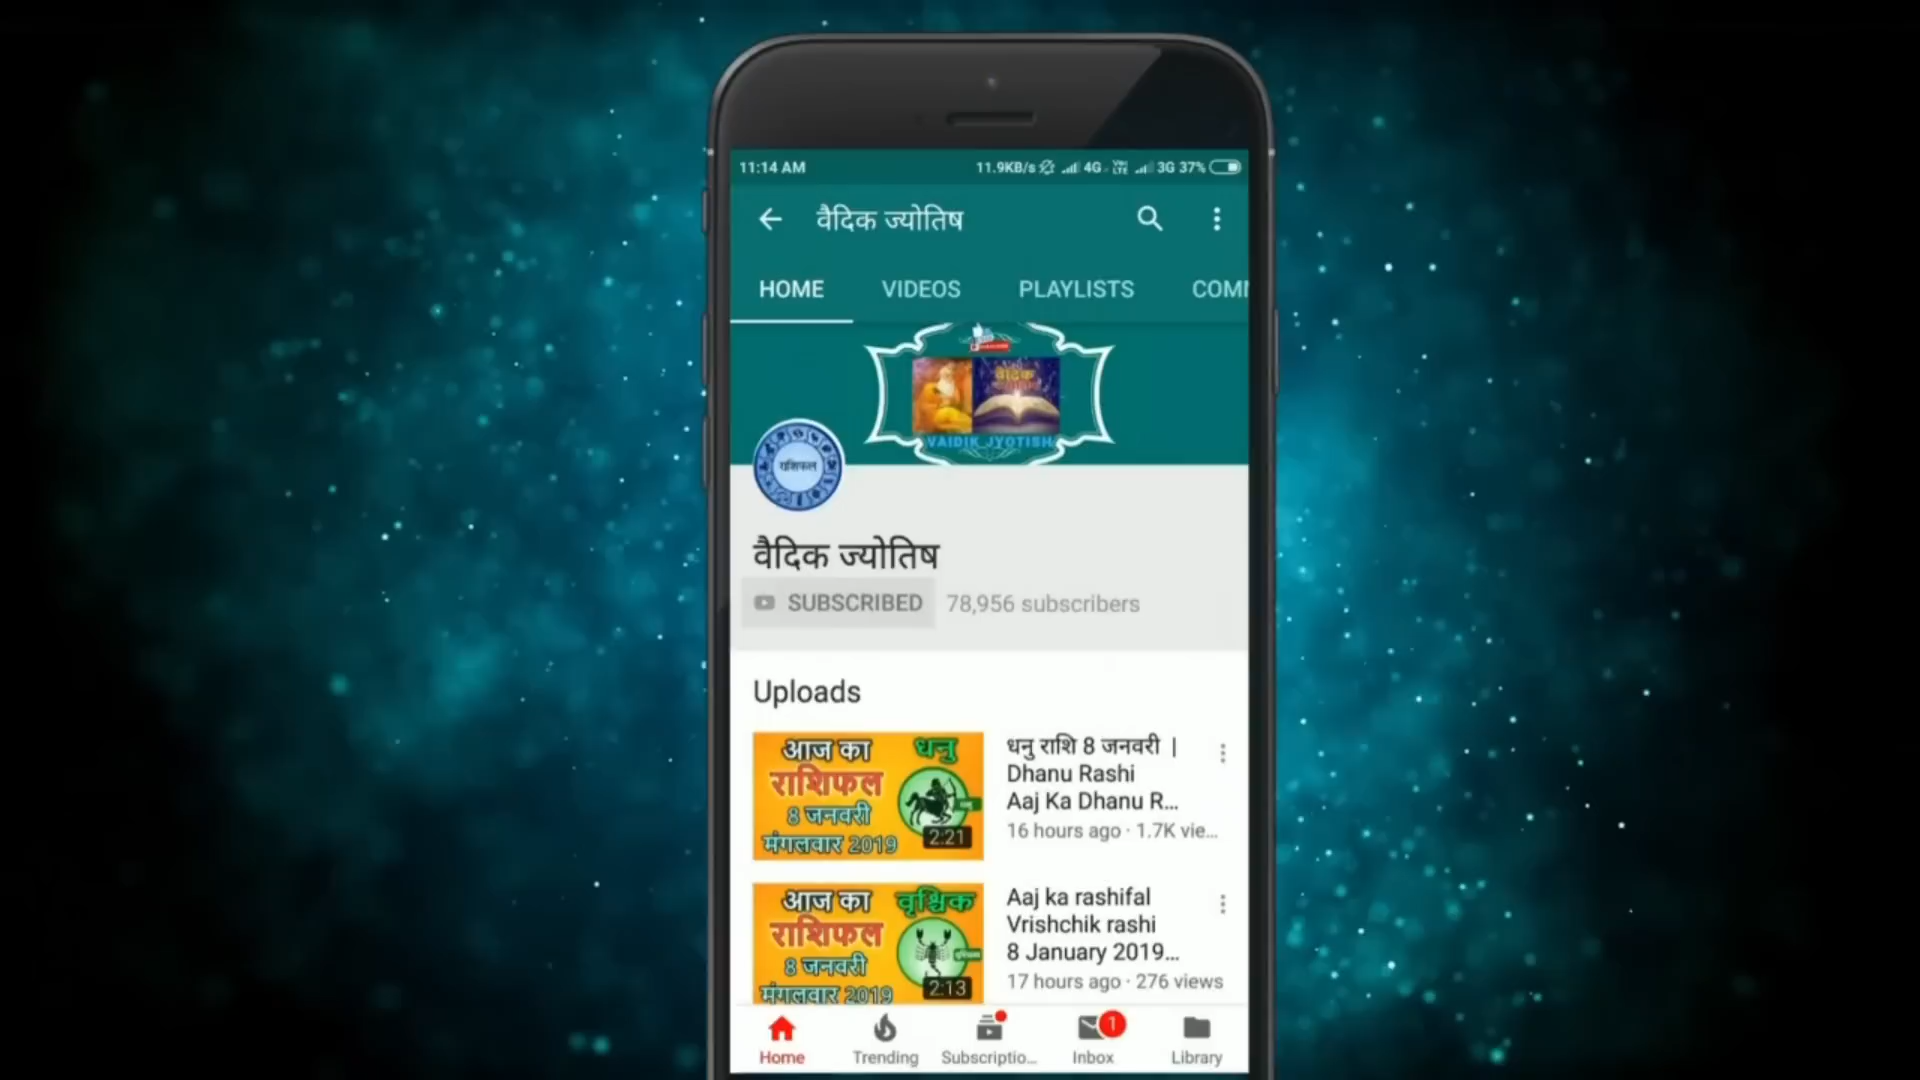 11:14 AM 11.9KB/s 4G VoLTE 3G 37%
वैदिक ज्योतिष
HOME VIDEOS PLAYLISTS COMM
वैदिक
VAIDIK JYOTISH
राशिफल
वैदिक ज्योतिष
SUBSCRIBED 78,956 subscribers
Uploads
आज का धनु
राशिफल
8 जनवरी
मंगलवार 2019
2:21
धनु राशि 8 जनवरी |
Dhanu Rashi
Aaj Ka Dhanu R...
16 hours ago · 1.7K vie...
आज का वृश्चिक
राशिफल
8 जनवरी
मंगलवार 2019
2:13
Aaj ka rashifal
Vrishchik rashi
8 January 2019...
17 hours ago · 276 views
1
Home Trending Subscriptio... Inbox Library